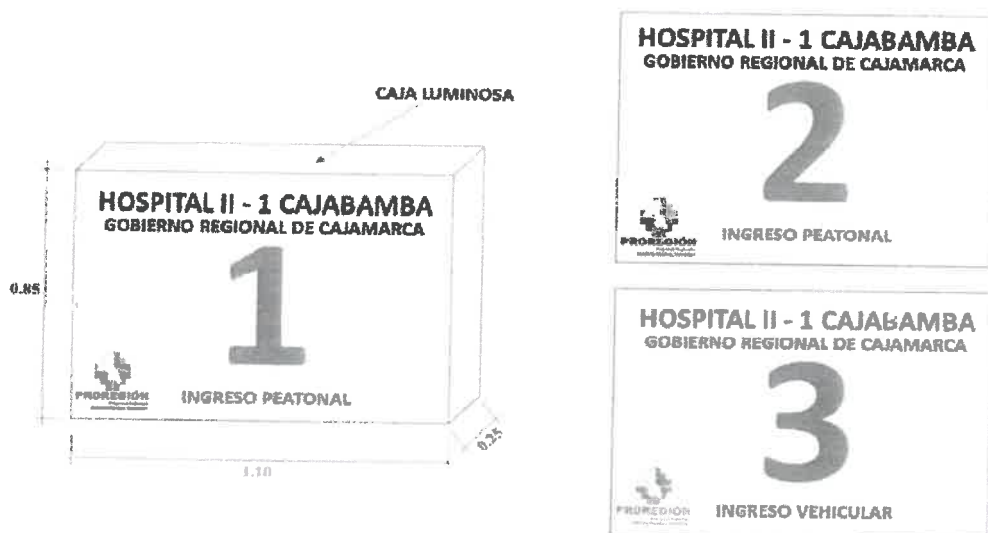 CAJA LUMINOSA
HOSPITAL II - 1 CAJABAMBA
GOBIERNO REGIONAL DE CAJAMARCA
1
PROREGIÓN
INGRESO PEATONAL
0.85
1.10
0.25
HOSPITAL II - 1 CAJABAMBA
GOBIERNO REGIONAL DE CAJAMARCA
2
PROREGIÓN
INGRESO PEATONAL
HOSPITAL II - 1 CAJABAMBA
GOBIERNO REGIONAL DE CAJAMARCA
3
PROREGIÓN
INGRESO VEHICULAR